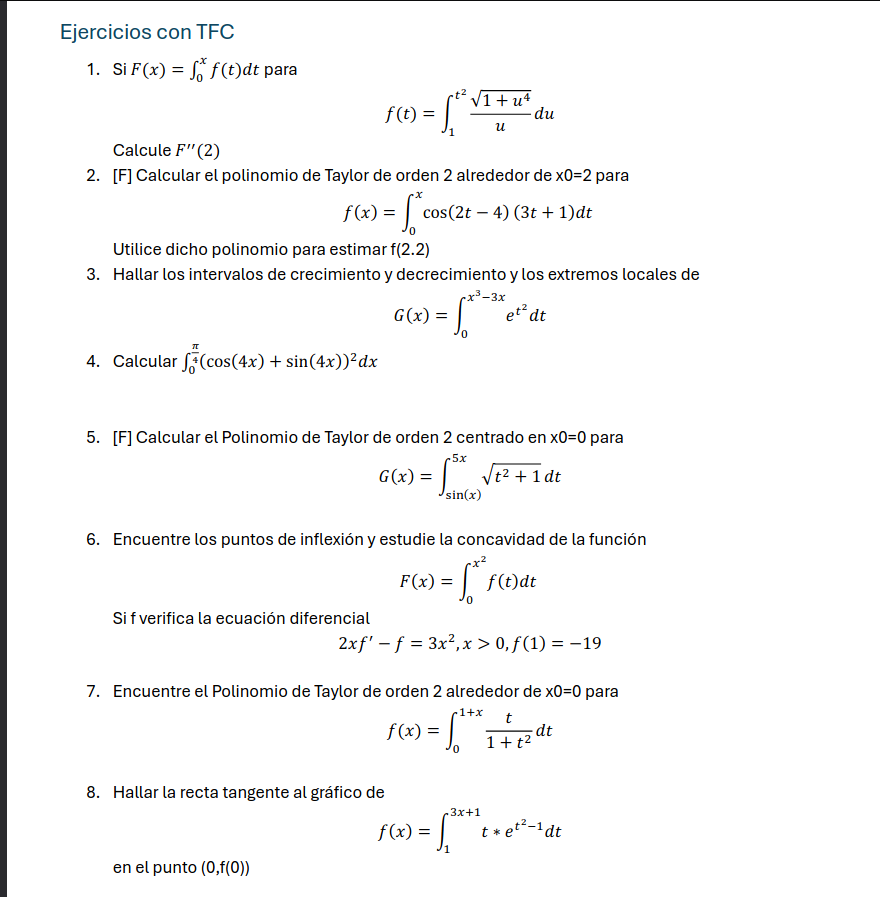 Ejercicios con TFC
1. Si F(x) = ∫₀ˣ f(t)dt para
f(t) = ∫₁^(t²) √(1 + u⁴)/u du
Calcule F′′(2)
2. [F] Calcular el polinomio de Taylor de orden 2 alrededor de x0=2 para
f(x) = ∫₀ˣ cos(2t − 4) (3t + 1)dt
Utilice dicho polinomio para estimar f(2.2)
3. Hallar los intervalos de crecimiento y decrecimiento y los extremos locales de
G(x) = ∫₀^(x³−3x) e^(t²) dt
4. Calcular ∫₀^(π/4) (cos(4x) + sin(4x))² dx
5. [F] Calcular el Polinomio de Taylor de orden 2 centrado en x0=0 para
G(x) = ∫_(sin(x))^(5x) √(t² + 1) dt
6. Encuentre los puntos de inflexión y estudie la concavidad de la función
F(x) = ∫₀^(x²) f(t)dt
Si f verifica la ecuación diferencial
2xf′ − f = 3x², x > 0, f(1) = −19
7. Encuentre el Polinomio de Taylor de orden 2 alrededor de x0=0 para
f(x) = ∫₀^(1+x) t/(1 + t²) dt
8. Hallar la recta tangente al gráfico de
f(x) = ∫₁^(3x+1) t ∗ e^(t²−1) dt
en el punto (0,f(0))